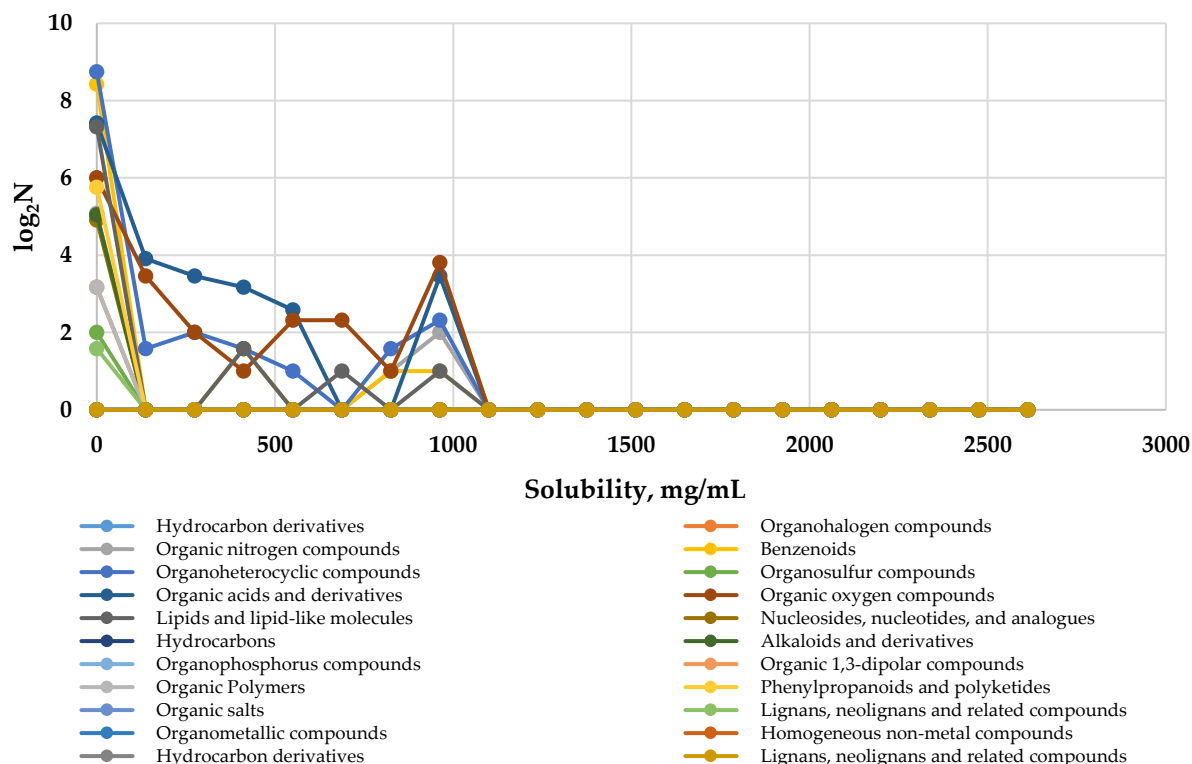 10
8
6
4
2
0
log₂N
0 500 1000 1500 2000 2500 3000
Solubility, mg/mL
Hydrocarbon derivatives
Organohalogen compounds
Organic nitrogen compounds
Benzenoids
Organoheterocyclic compounds
Organosulfur compounds
Organic acids and derivatives
Organic oxygen compounds
Lipids and lipid-like molecules
Nucleosides, nucleotides, and analogues
Hydrocarbons
Alkaloids and derivatives
Organophosphorus compounds
Organic 1,3-dipolar compounds
Organic Polymers
Phenylpropanoids and polyketides
Organic salts
Lignans, neolignans and related compounds
Organometallic compounds
Homogeneous non-metal compounds
Hydrocarbon derivatives
Lignans, neolignans and related compounds